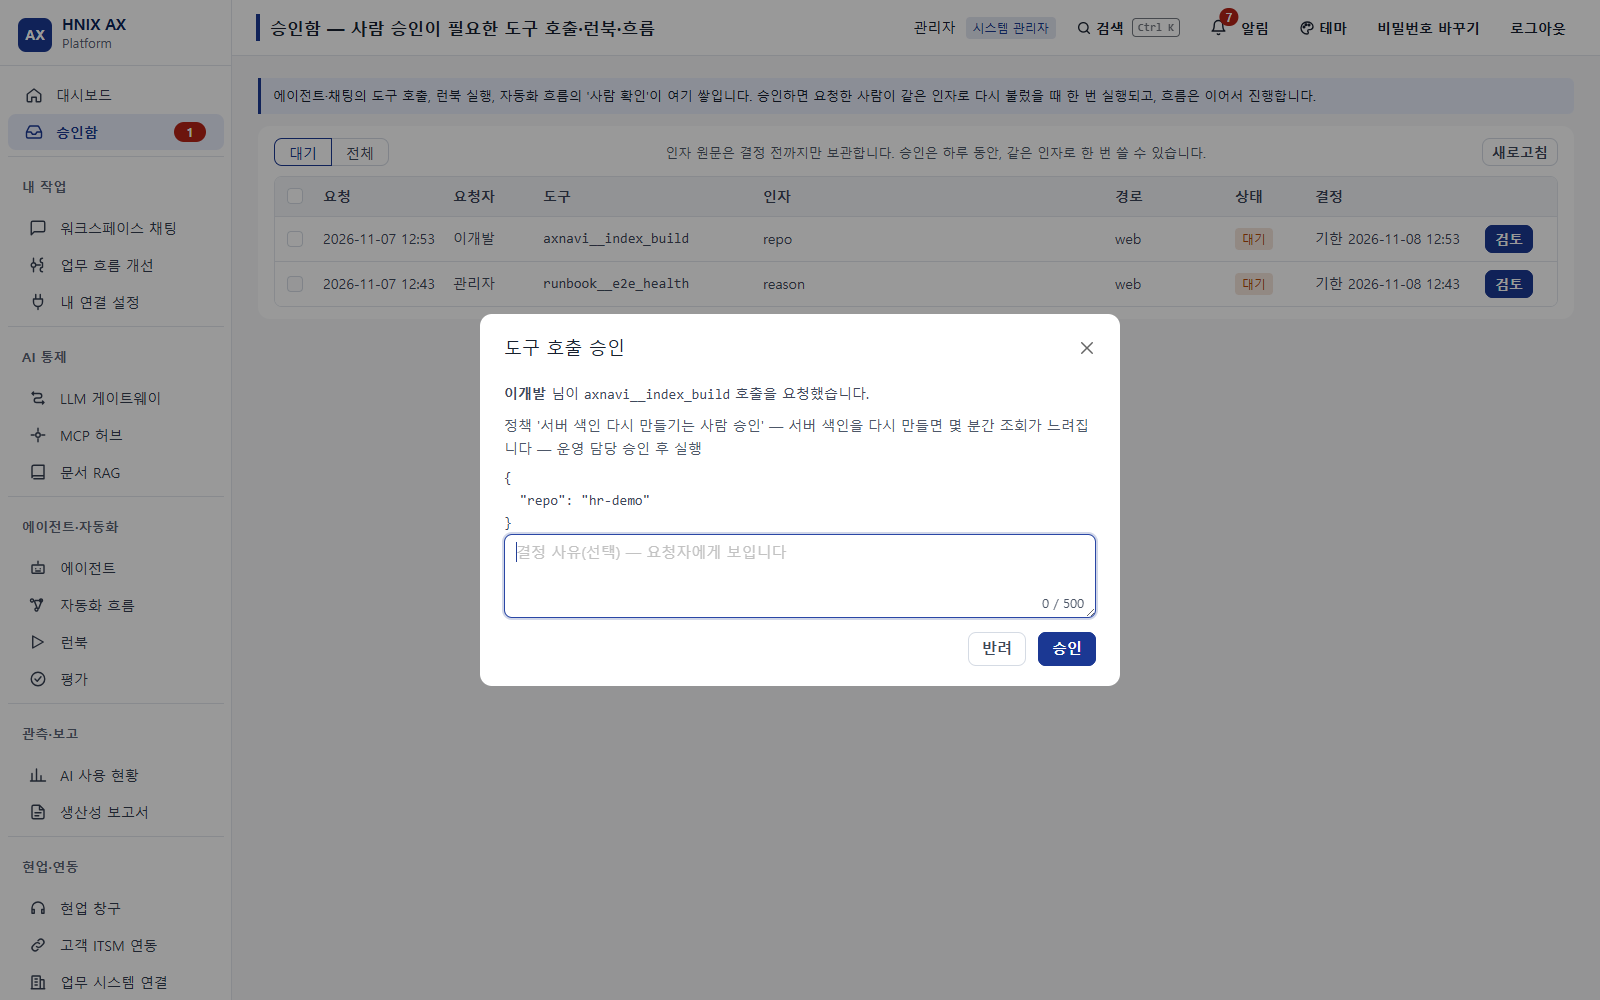 AX
HNIX AX
Platform
대시보드
승인함
1
내 작업
워크스페이스 채팅
업무 흐름 개선
내 연결 설정
AI 통제
LLM 게이트웨이
MCP 허브
문서 RAG
에이전트·자동화
에이전트
자동화 흐름
런북
평가
관측·보고
AI 사용 현황
생산성 보고서
현업·연동
현업 창구
고객 ITSM 연동
업무 시스템 연결
승인함 — 사람 승인이 필요한 도구 호출·런북·흐름
관리자
시스템 관리자
검색
Ctrl K
7
알림
테마
비밀번호 바꾸기
로그아웃
에이전트·채팅의 도구 호출, 런북 실행, 자동화 흐름의 '사람 확인'이 여기 쌓입니다. 승인하면 요청한 사람이 같은 인자로 다시 불렀을 때 한 번 실행되고, 흐름은 이어서 진행합니다.
대기
전체
인자 원문은 결정 전까지만 보관합니다. 승인은 하루 동안, 같은 인자로 한 번 쓸 수 있습니다.
새로고침
요청 요청자 도구 인자 경로 상태 결정
2026-11-07 12:53 이개발 axnavi__index_build repo web 대기 기한 2026-11-08 12:53 검토
2026-11-07 12:43 관리자 runbook__e2e_health reason web 대기 기한 2026-11-08 12:43 검토
도구 호출 승인
이개발 님이 axnavi__index_build 호출을 요청했습니다.
정책 '서버 색인 다시 만들기는 사람 승인' — 서버 색인을 다시 만들면 몇 분간 조회가 느려집
니다 — 운영 담당 승인 후 실행
{
"repo": "hr-demo"
}
결정 사유(선택) — 요청자에게 보입니다
0 / 500
반려
승인